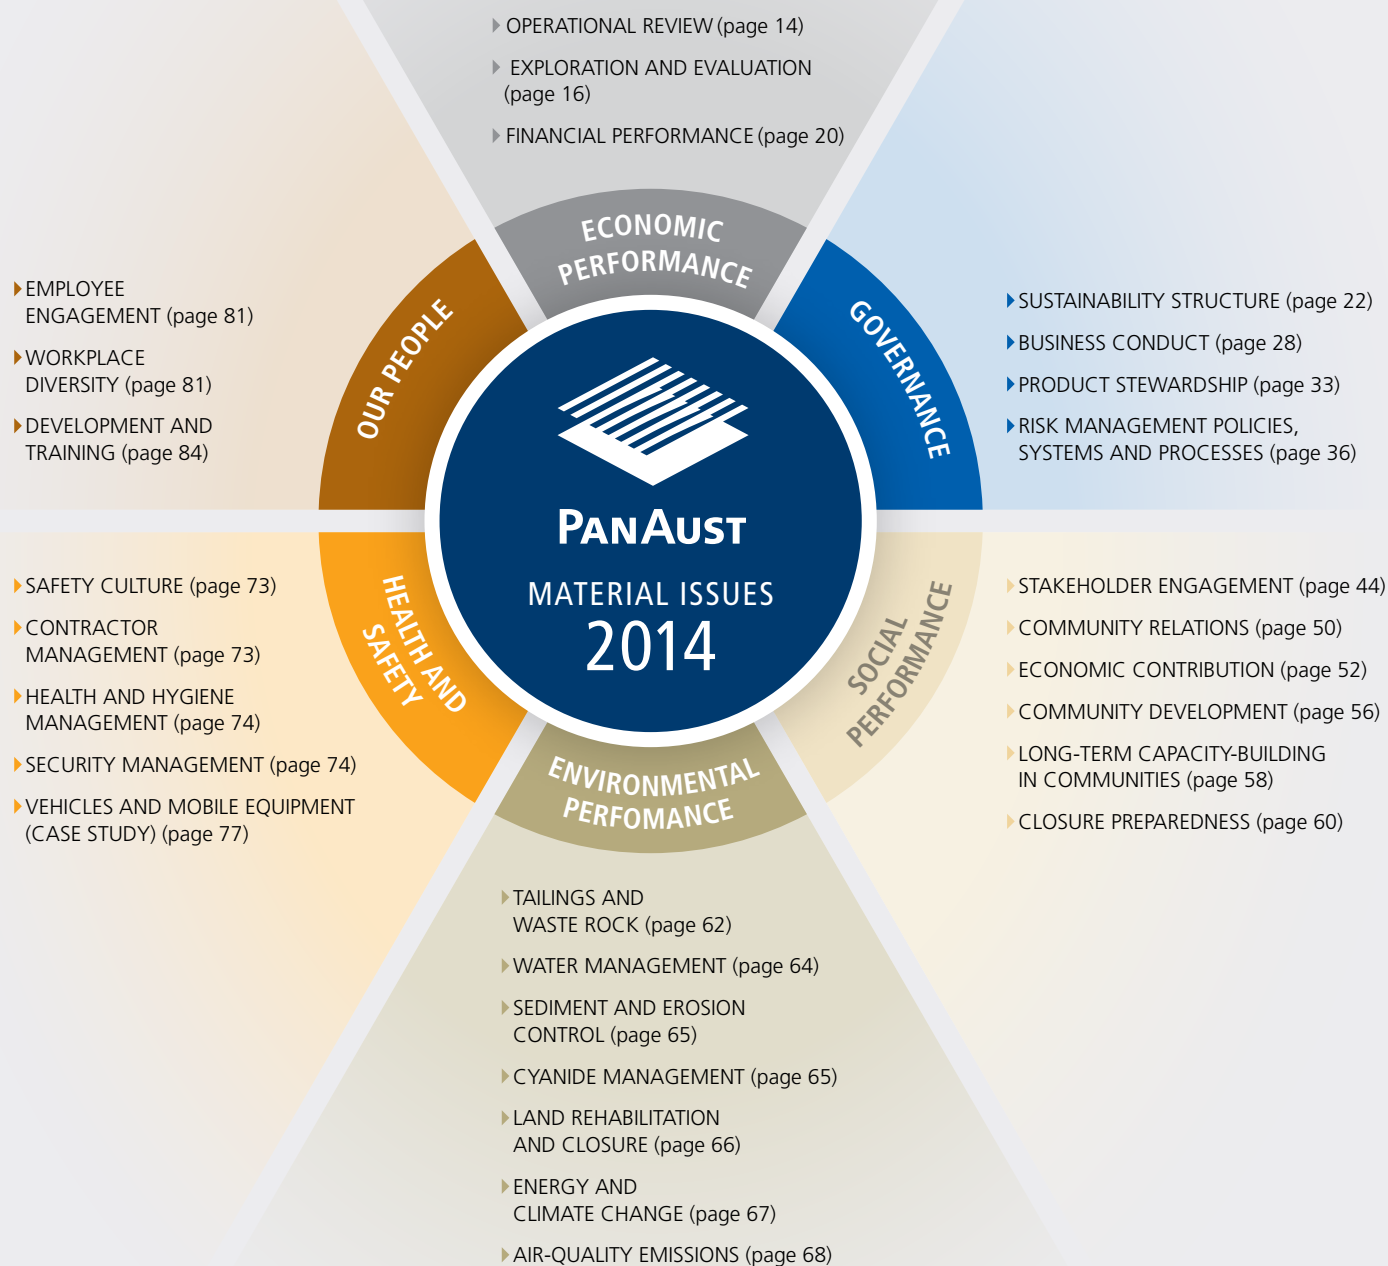 OPERATIONAL REVIEW (page 14)
EXPLORATION AND EVALUATION
(page 16)
FINANCIAL PERFORMANCE (page 20)
ECONOMIC
PERFORMANCE
GOVERNANCE
SUSTAINABILITY STRUCTURE (page 22)
BUSINESS CONDUCT (page 28)
PRODUCT STEWARDSHIP (page 33)
RISK MANAGEMENT POLICIES,
SYSTEMS AND PROCESSES (page 36)
OUR PEOPLE
EMPLOYEE
ENGAGEMENT (page 81)
WORKPLACE
DIVERSITY (page 81)
DEVELOPMENT AND
TRAINING (page 84)
PANAUST
MATERIAL ISSUES
2014
HEALTH AND
SAFETY
SAFETY CULTURE (page 73)
CONTRACTOR
MANAGEMENT (page 73)
HEALTH AND HYGIENE
MANAGEMENT (page 74)
SECURITY MANAGEMENT (page 74)
VEHICLES AND MOBILE EQUIPMENT
(CASE STUDY) (page 77)
SOCIAL
PERFORMANCE
STAKEHOLDER ENGAGEMENT (page 44)
COMMUNITY RELATIONS (page 50)
ECONOMIC CONTRIBUTION (page 52)
COMMUNITY DEVELOPMENT (page 56)
LONG-TERM CAPACITY-BUILDING
IN COMMUNITIES (page 58)
CLOSURE PREPAREDNESS (page 60)
ENVIRONMENTAL
PERFOMANCE
TAILINGS AND
WASTE ROCK (page 62)
WATER MANAGEMENT (page 64)
SEDIMENT AND EROSION
CONTROL (page 65)
CYANIDE MANAGEMENT (page 65)
LAND REHABILITATION
AND CLOSURE (page 66)
ENERGY AND
CLIMATE CHANGE (page 67)
AIR-QUALITY EMISSIONS (page 68)